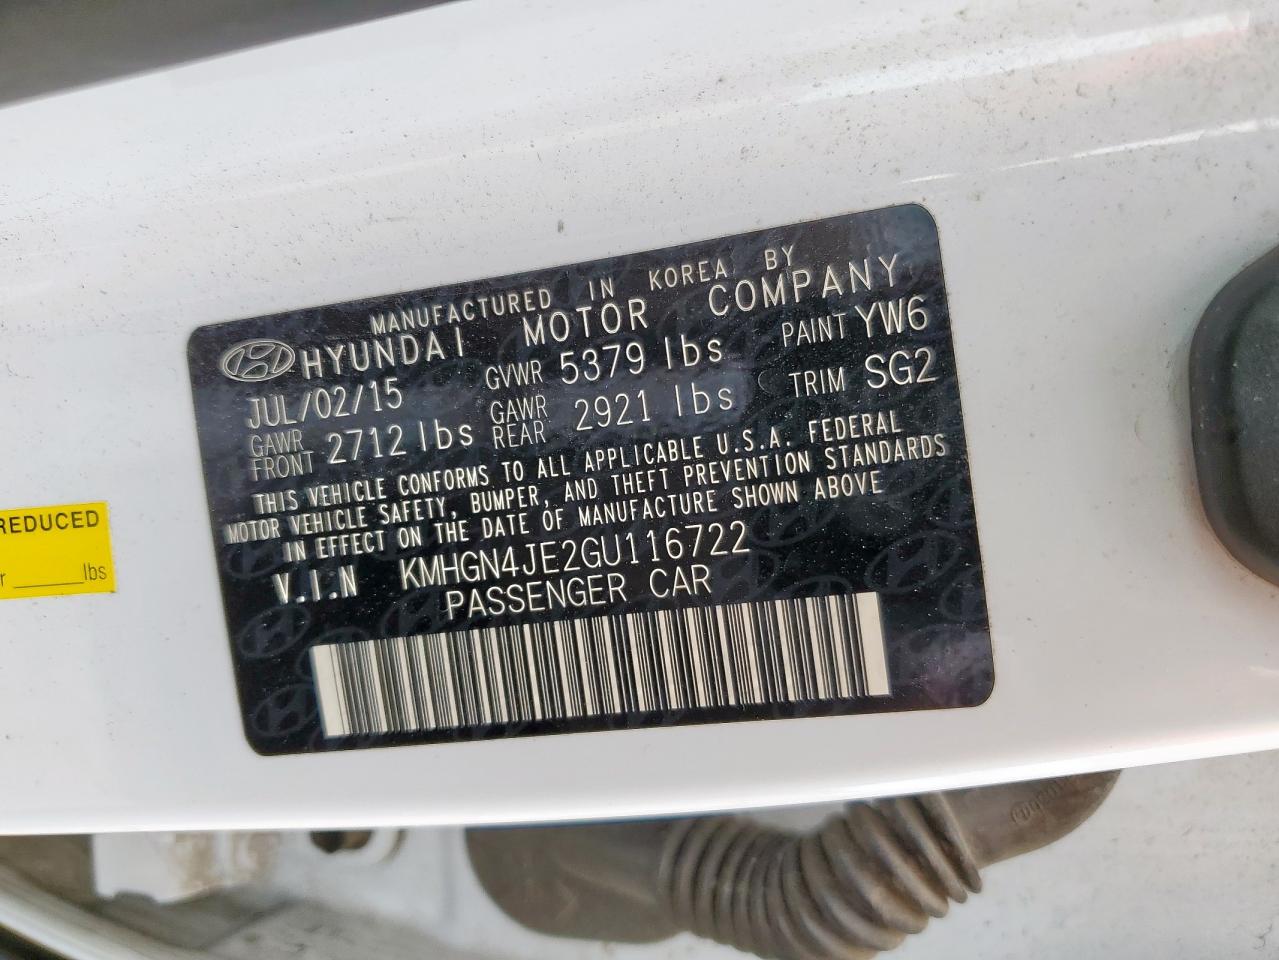 MANUFACTURED IN KOREA BY
HYUNDAI MOTOR COMPANY
JUL/02/15 GVWR 5379 lbs PAINT YW6
GAWR FRONT 2712 lbs GAWR REAR 2921 lbs TRIM SG2
THIS VEHICLE CONFORMS TO ALL APPLICABLE U.S.A. FEDERAL
MOTOR VEHICLE SAFETY, BUMPER, AND THEFT PREVENTION STANDARDS
IN EFFECT ON THE DATE OF MANUFACTURE SHOWN ABOVE
V.I.N KMHGN4JE2GU116722
PASSENGER CAR
REDUCED
r ______lbs